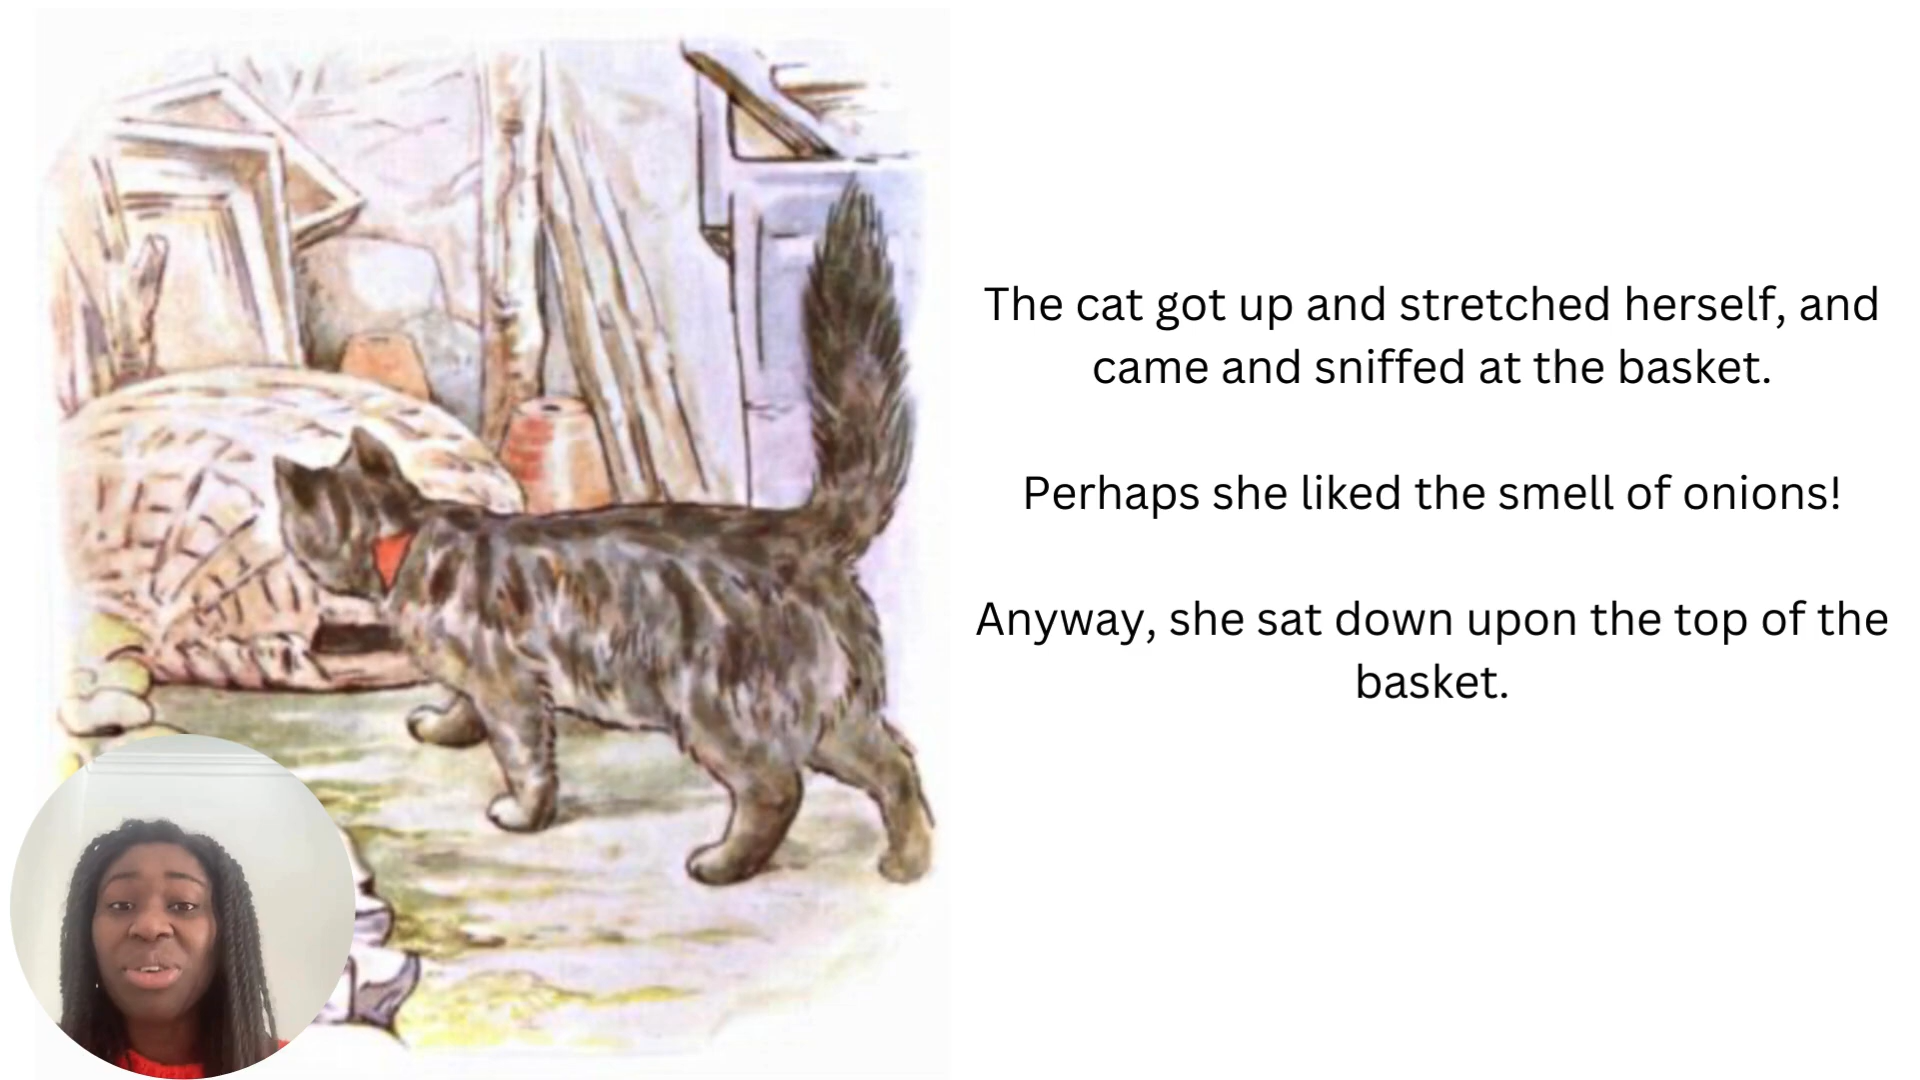 The cat got up and stretched herself, and
came and sniffed at the basket.
Perhaps she liked the smell of onions!
Anyway, she sat down upon the top of the
basket.